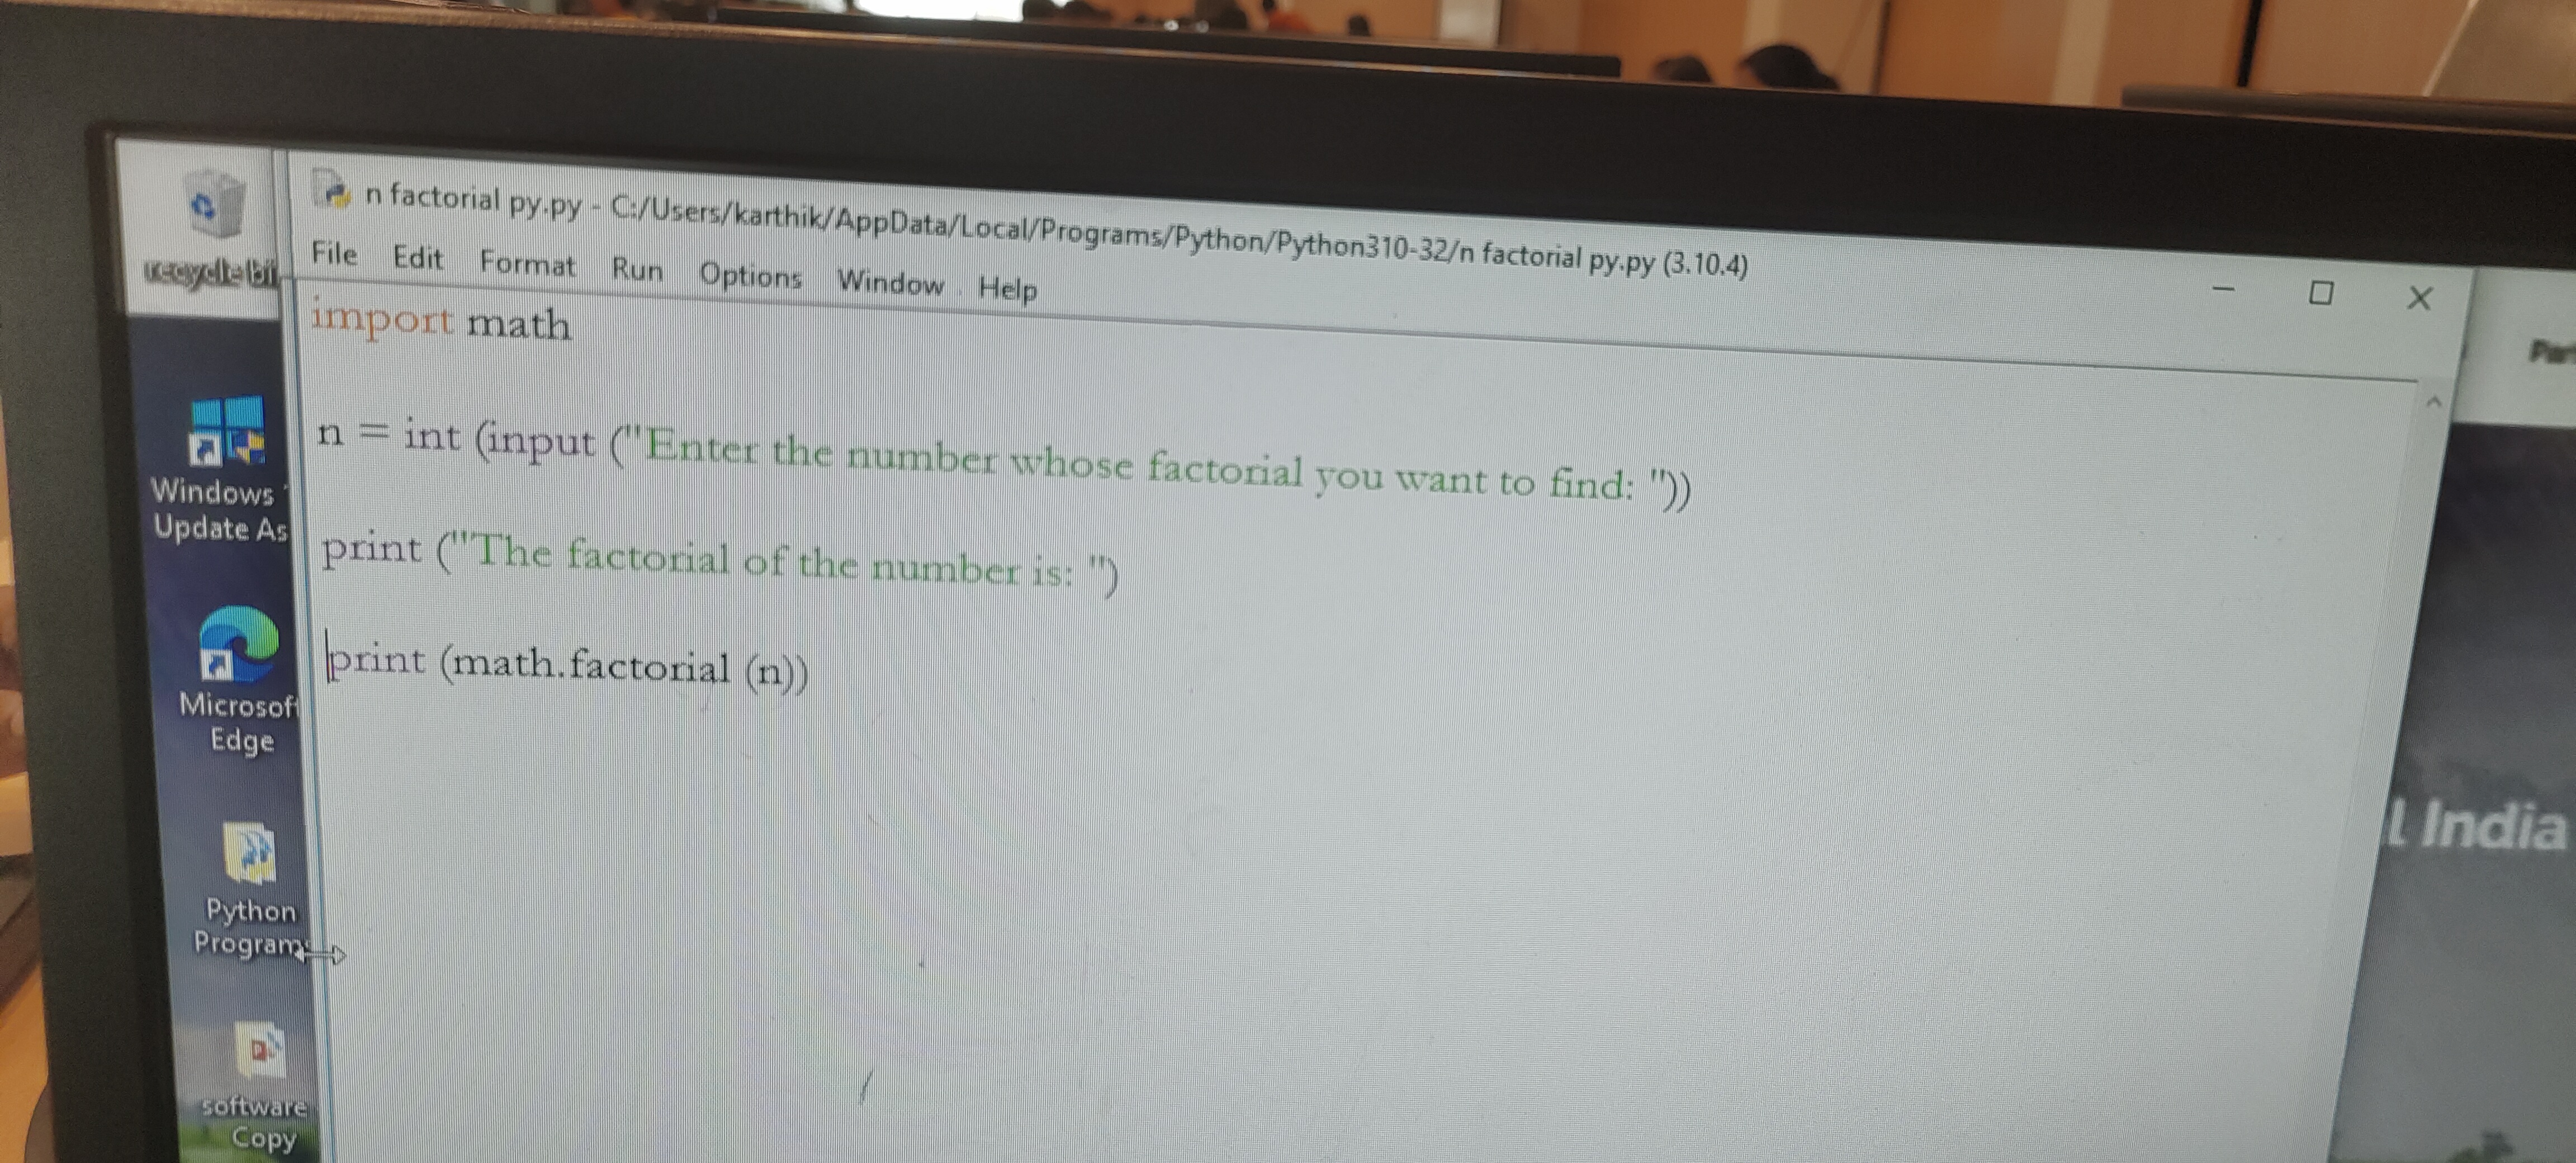 n factorial py.py - C:/Users/karthik/AppData/Local/Programs/Python/Python310-32/n factorial py.py (3.10.4)
File Edit Format Run Options Window Help
import math
n = int (input ("Enter the number whose factorial you want to find: "))
print ("The factorial of the number is: ")
print (math.factorial (n))
Windows
Update As
Microsoft
Edge
Python
Programs
software
Copy
l India